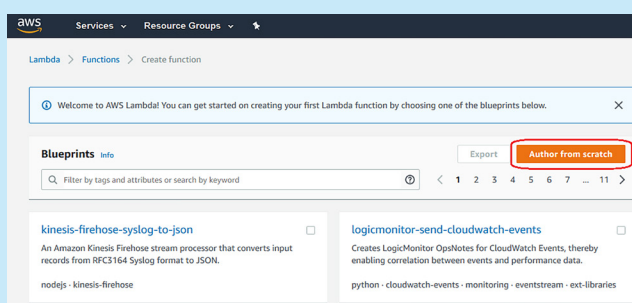 aws
Services Resource Groups
Lambda > Functions > Create function
Welcome to AWS Lambda! You can get started on creating your first Lambda function by choosing one of the blueprints below.
Blueprints Info
Export Author from scratch
Filter by tags and attributes or search by keyword
< 1 2 3 4 5 6 7 ... 11 >
kinesis-firehose-syslog-to-json
An Amazon Kinesis Firehose stream processor that converts input
records from RFC3164 Syslog format to JSON.
nodejs · kinesis-firehose
logicmonitor-send-cloudwatch-events
Creates LogicMonitor OpsNotes for CloudWatch Events, thereby
enabling correlation between events and performance data.
python · cloudwatch-events · monitoring · eventstream · ext-libraries